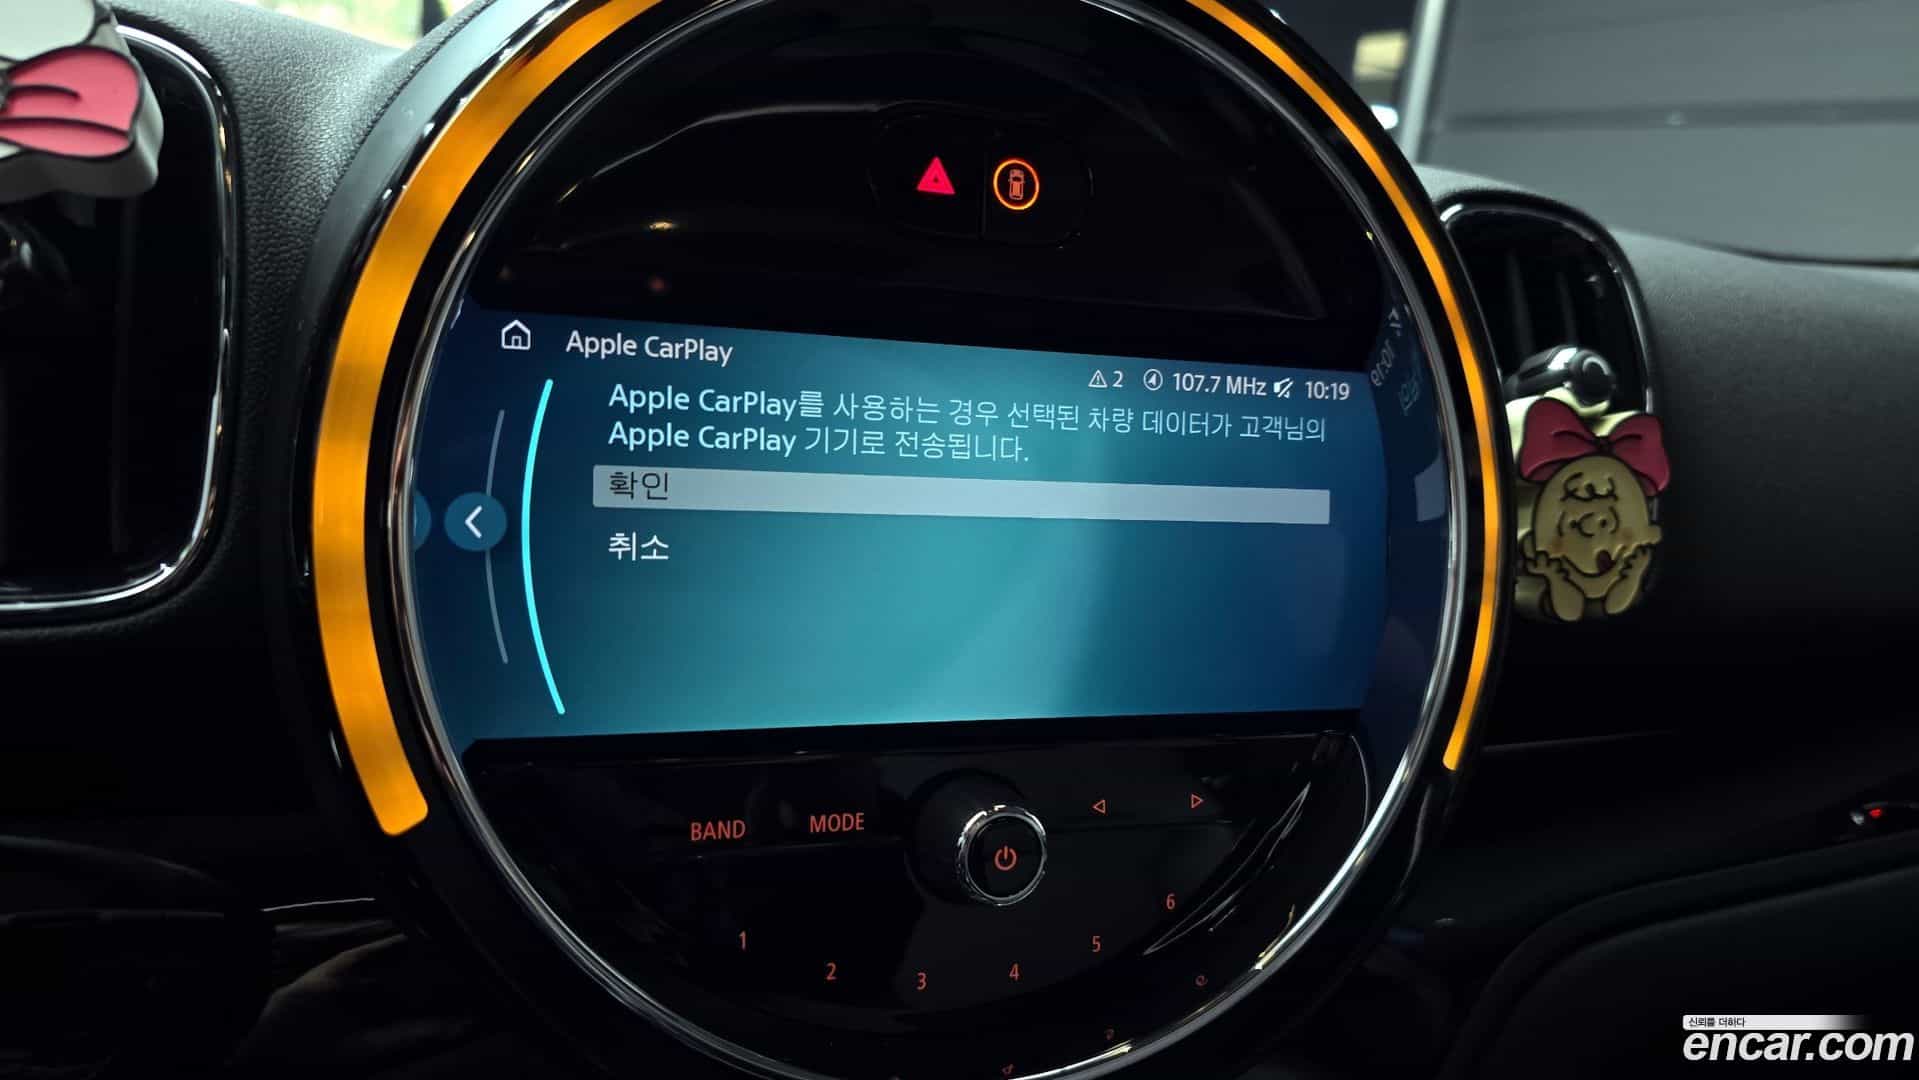 Apple CarPlay
2 107.7 MHz 10:19
Apple CarPlay를 사용하는 경우 선택된 차량 데이터가 고객님의
Apple CarPlay 기기로 전송됩니다.
확인
취소
BAND MODE
1 2 3 4 5 6
신뢰를 더하다
encar.com